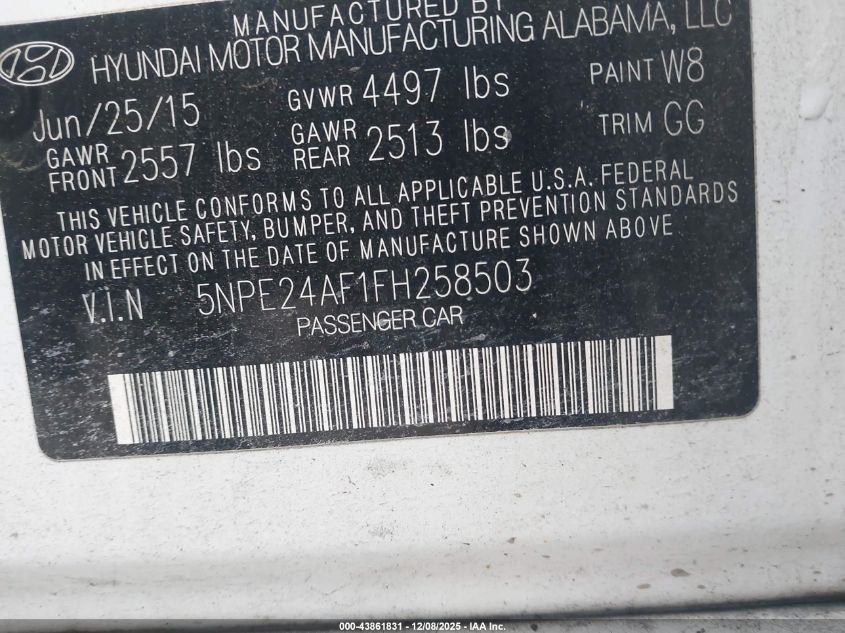 MANUFACTURED BY
HYUNDAI MOTOR MANUFACTURING ALABAMA, LLC
Jun/25/15 GVWR 4497 lbs PAINT W8
GAWR FRONT 2557 lbs GAWR REAR 2513 lbs TRIM GG
THIS VEHICLE CONFORMS TO ALL APPLICABLE U.S.A. FEDERAL
MOTOR VEHICLE SAFETY, BUMPER, AND THEFT PREVENTION STANDARDS
IN EFFECT ON THE DATE OF MANUFACTURE SHOWN ABOVE
V.I.N 5NPE24AF1FH258503
PASSENGER CAR
000-43861831 - 12/08/2025 - IAA Inc.